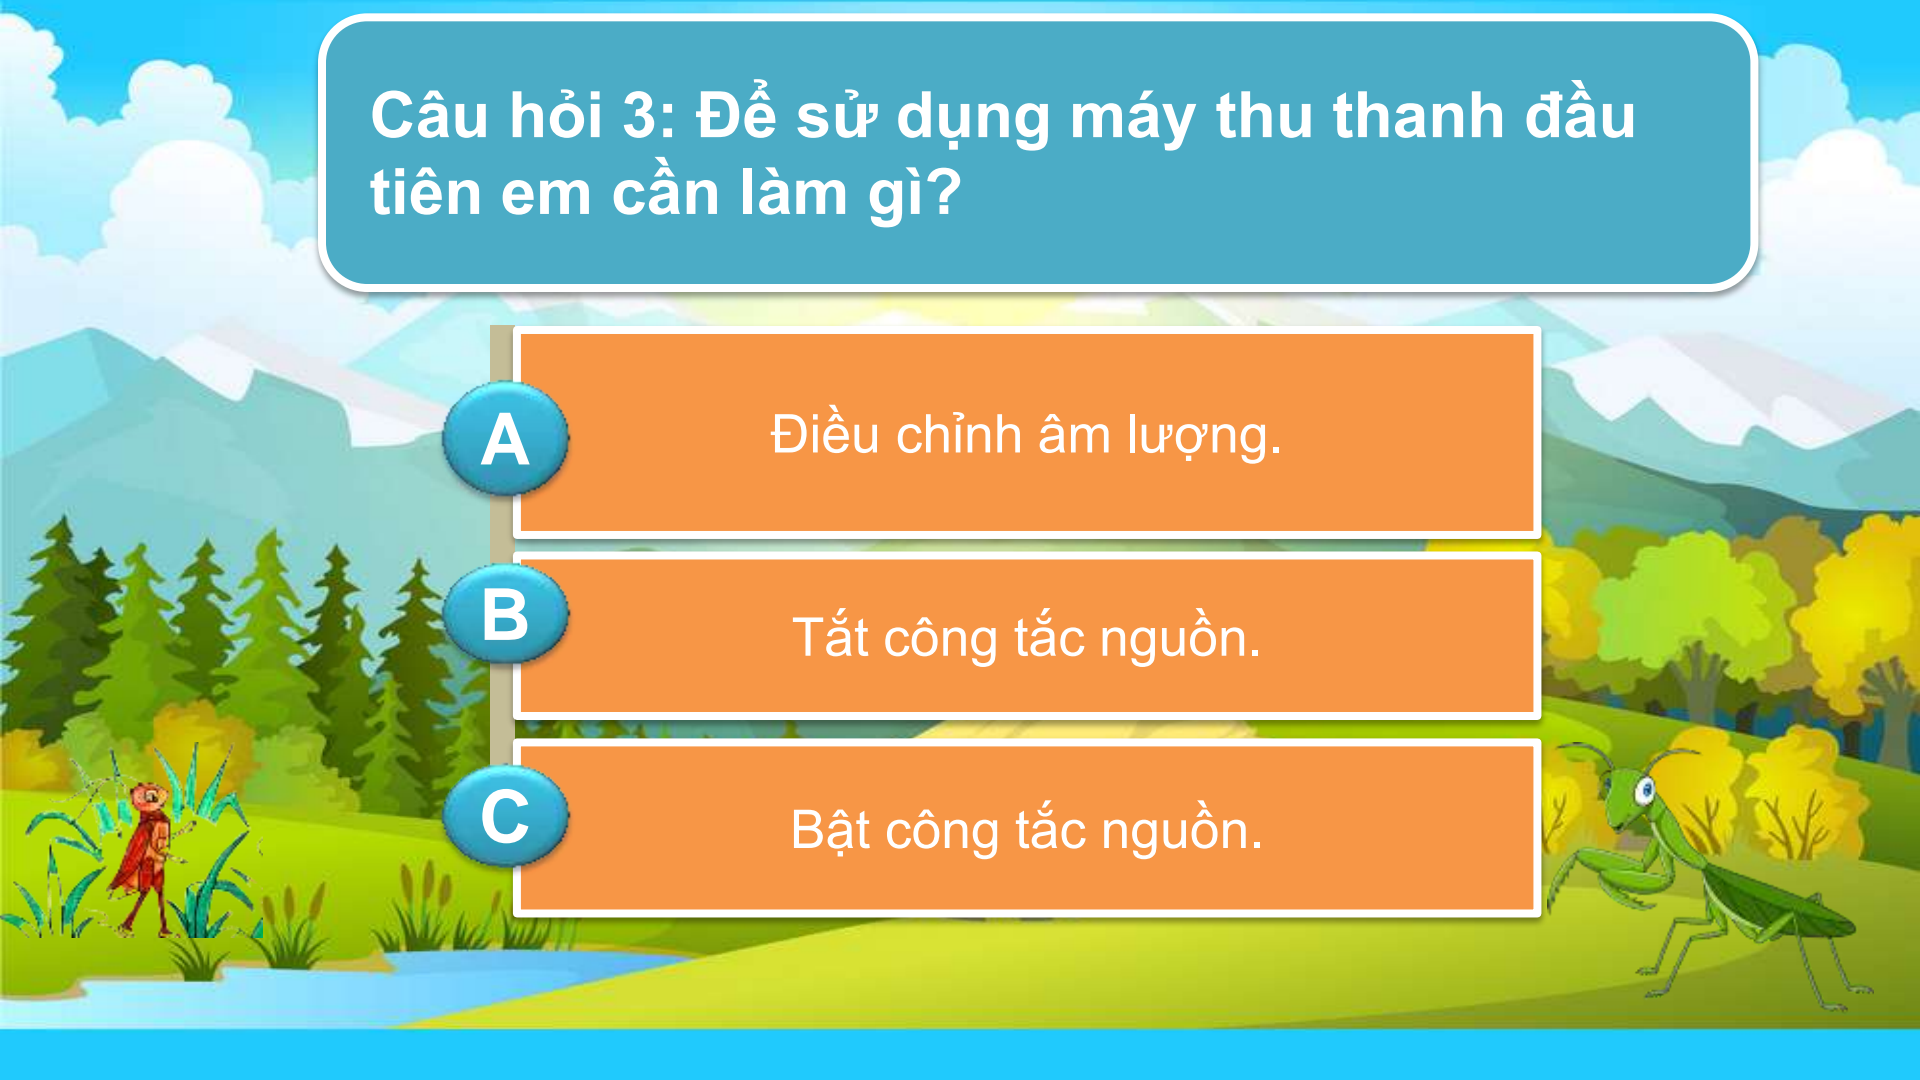 Câu hỏi 3: Để sử dụng máy thu thanh đầu
tiên em cần làm gì?
A
Điều chỉnh âm lượng.
B
Tắt công tắc nguồn.
C
Bật công tắc nguồn.